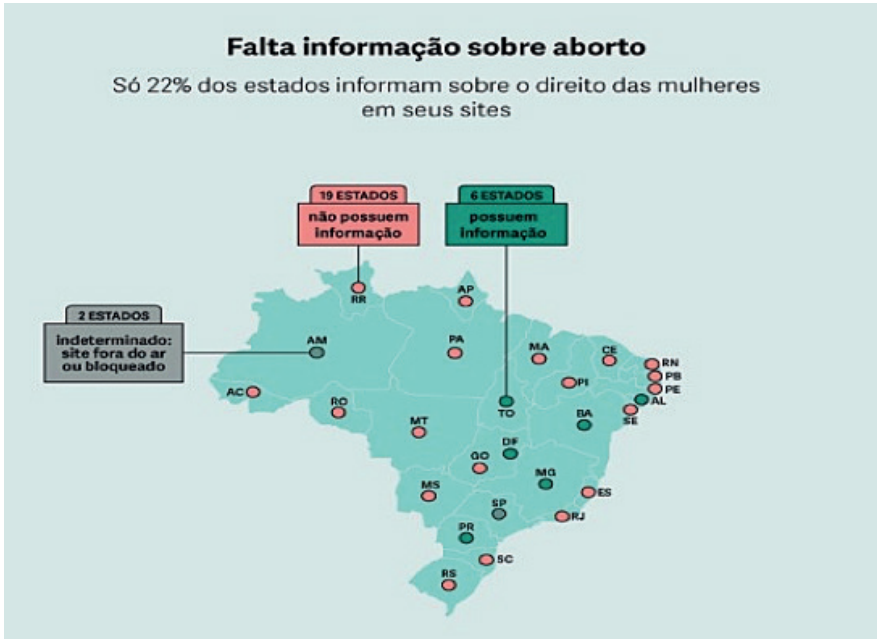 Falta informação sobre aborto
Só 22% dos estados informam sobre o direito das mulheres
em seus sites
19 ESTADOS
não possuem
informação
6 ESTADOS
possuem
informação
2 ESTADOS
indeterminado:
site fora do ar
ou bloqueado
RR
AP
AM
PA
MA
CE
RN
PB
PE
AL
SE
PI
AC
RO
TO
BA
MT
DF
GO
MG
MS
ES
SP
RJ
PR
SC
RS